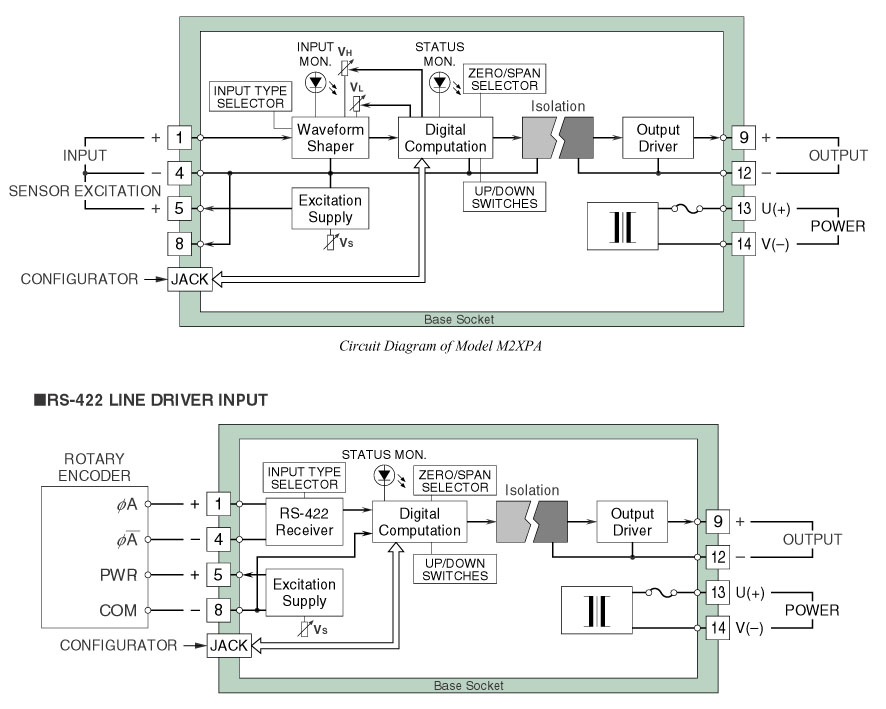 INPUT
MON.
VH
STATUS
MON.
ZERO/SPAN
SELECTOR
INPUT TYPE
SELECTOR
VL
Isolation
+
1
Waveform
Shaper
Digital
Computation
Output
Driver
9
+
INPUT
OUTPUT
−
4
12
−
SENSOR EXCITATION
UP/DOWN
SWITCHES
+
5
Excitation
Supply
13
U(+)
POWER
8
VS
14
V(−)
CONFIGURATOR
JACK
Base Socket
Circuit Diagram of Model M2XPA
■RS-422 LINE DRIVER INPUT
ROTARY
ENCODER
STATUS MON.
INPUT TYPE
SELECTOR
ZERO/SPAN
SELECTOR
Isolation
øA
+
1
RS-422
Receiver
Digital
Computation
Output
Driver
9
+
OUTPUT
øA̅
−
4
12
−
PWR
+
5
Excitation
Supply
UP/DOWN
SWITCHES
13
U(+)
POWER
COM
−
8
VS
14
V(−)
CONFIGURATOR
JACK
Base Socket